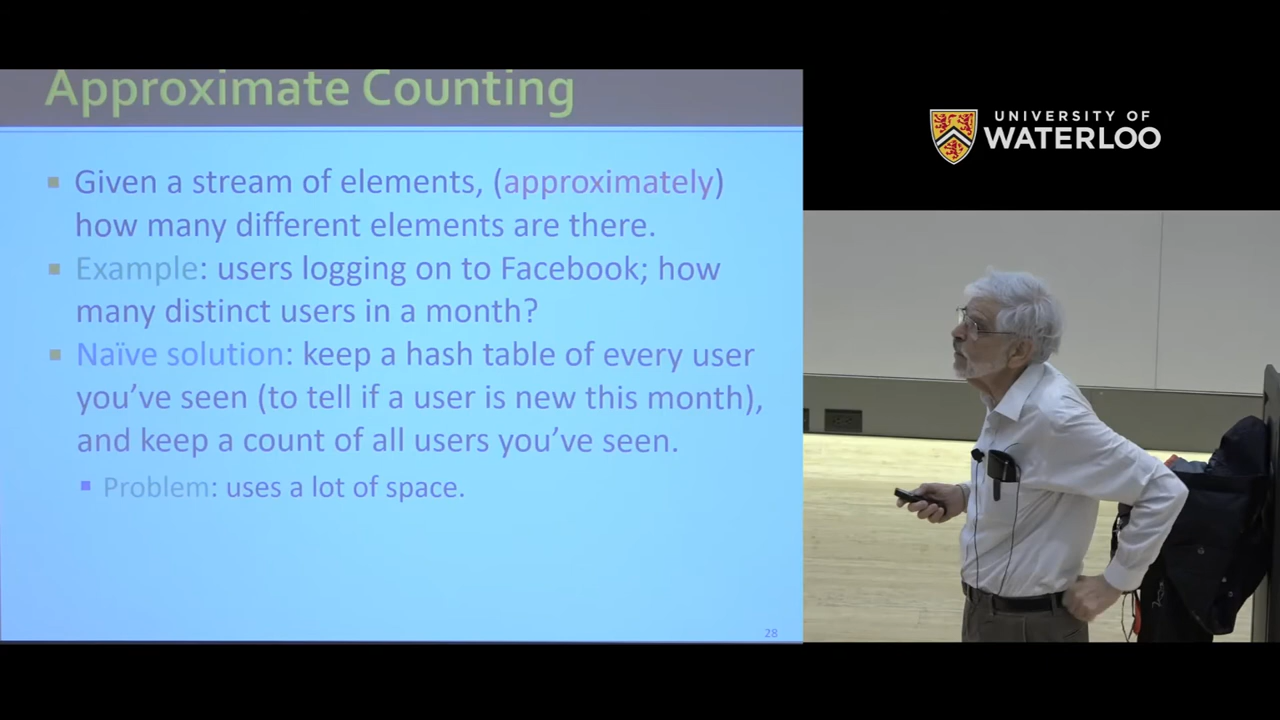 Approximate Counting
Given a stream of elements, (approximately)
how many different elements are there.
Example: users logging on to Facebook; how
many distinct users in a month?
Naïve solution: keep a hash table of every user
you've seen (to tell if a user is new this month),
and keep a count of all users you've seen.
Problem: uses a lot of space.
28
UNIVERSITY OF
WATERLOO